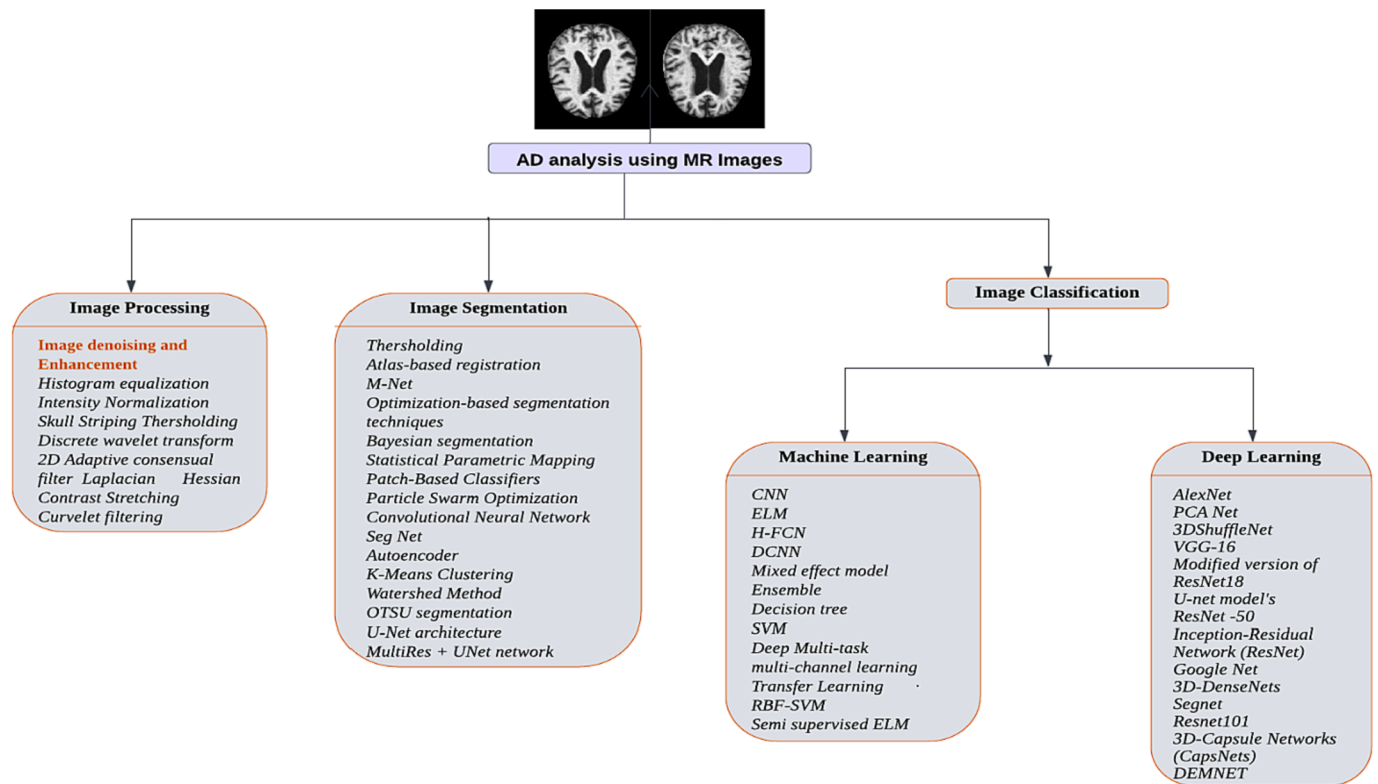 AD analysis using MR Images
Image Processing
Image denoising and
Enhancement
Histogram equalization
Intensity Normalization
Skull Striping Thersholding
Discrete wavelet transform
2D Adaptive consensual
filter Laplacian Hessian
Contrast Stretching
Curvelet filtering
Image Segmentation
Thersholding
Atlas-based registration
M-Net
Optimization-based segmentation
techniques
Bayesian segmentation
Statistical Parametric Mapping
Patch-Based Classifiers
Particle Swarm Optimization
Convolutional Neural Network
Seg Net
Autoencoder
K-Means Clustering
Watershed Method
OTSU segmentation
U-Net architecture
MultiRes + UNet network
Image Classification
Machine Learning
CNN
ELM
H-FCN
DCNN
Mixed effect model
Ensemble
Decision tree
SVM
Deep Multi-task
multi-channel learning
Transfer Learning .
RBF-SVM
Semi supervised ELM
Deep Learning
AlexNet
PCA Net
3DShuffleNet
VGG-16
Modified version of
ResNet18
U-net model's
ResNet -50
Inception-Residual
Network (ResNet)
Google Net
3D-DenseNets
Segnet
Resnet101
3D-Capsule Networks
(CapsNets)
DEMNET